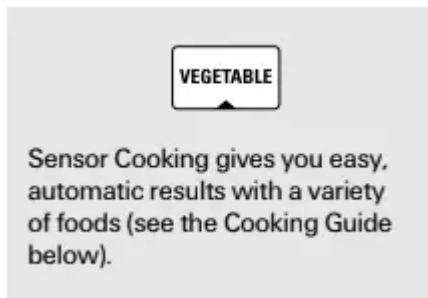 VEGETABLE
Sensor Cooking gives you easy,
automatic results with a variety
of foods (see the Cooking Guide
below).